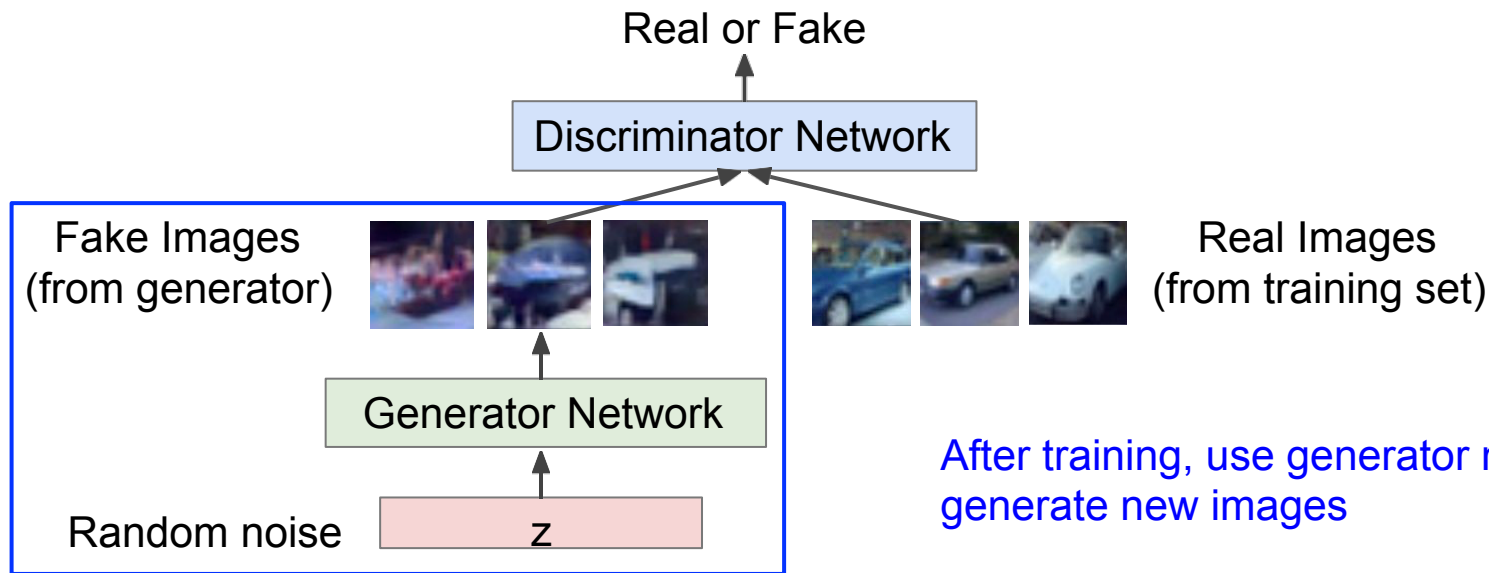 Real or Fake
Discriminator Network
Fake Images
(from generator)
Real Images
(from training set)
Generator Network
After training, use generator
generate new images
Random noise
z